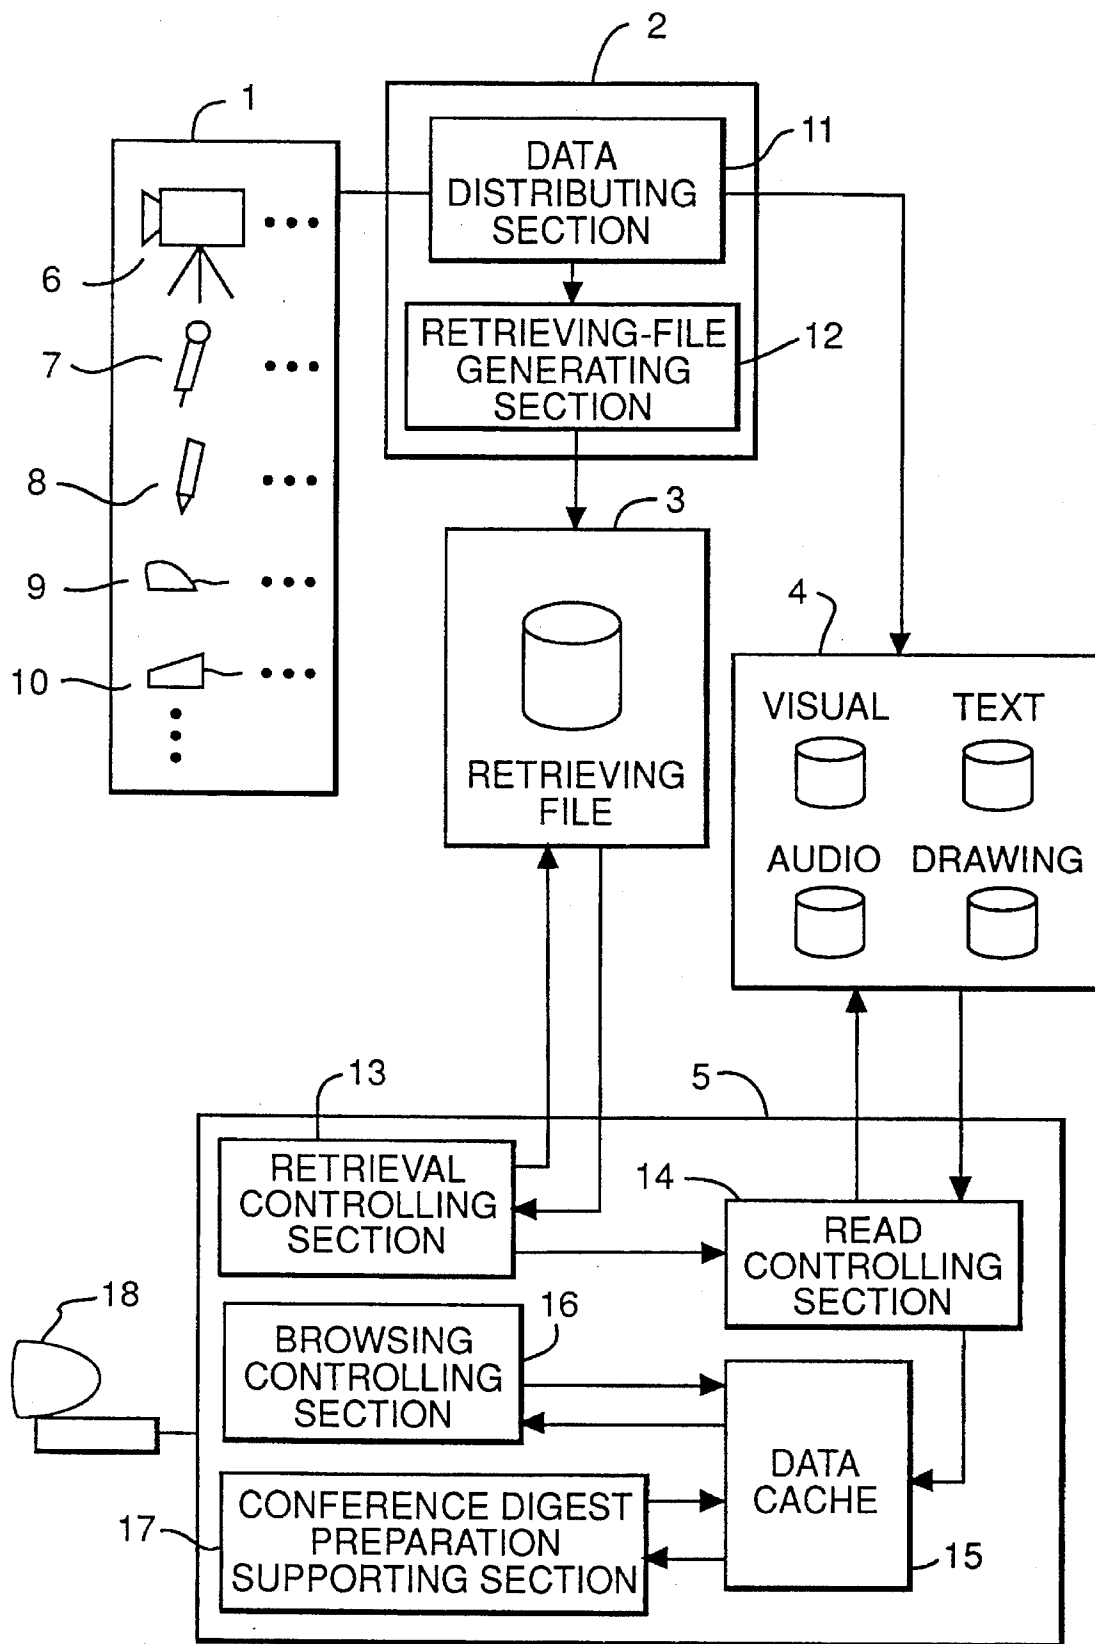 2
1
11
DATA
DISTRIBUTING
SECTION
6
RETRIEVING-FILE
GENERATING
SECTION
12
7
8
3
9
4
10
RETRIEVING
FILE
VISUAL
TEXT
AUDIO
DRAWING
13
5
RETRIEVAL
CONTROLLING
SECTION
14
READ
CONTROLLING
SECTION
18
16
BROWSING
CONTROLLING
SECTION
DATA
CACHE
15
17
CONFERENCE DIGEST
PREPARATION
SUPPORTING SECTION